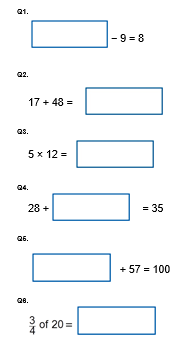 Q1.
− 9 = 8
Q2.
17 + 48 =
Q3.
5 × 12 =
Q4.
28 + = 35
Q5.
+ 57 = 100
Q6.
3/4 of 20 =